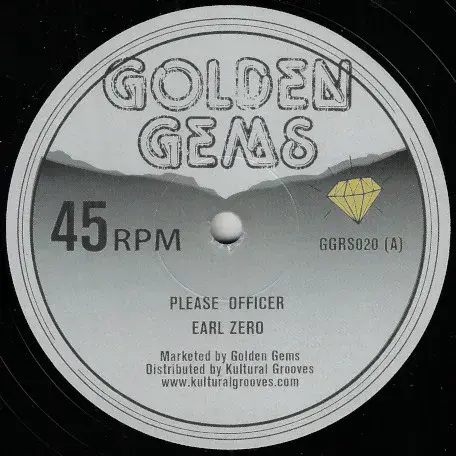 GOLDEN
GEMS
45 RPM
GGRS020 (A)
PLEASE OFFICER
EARL ZERO
Marketed by Golden Gems
Distributed by Kultural Grooves
www.kulturalgrooves.com